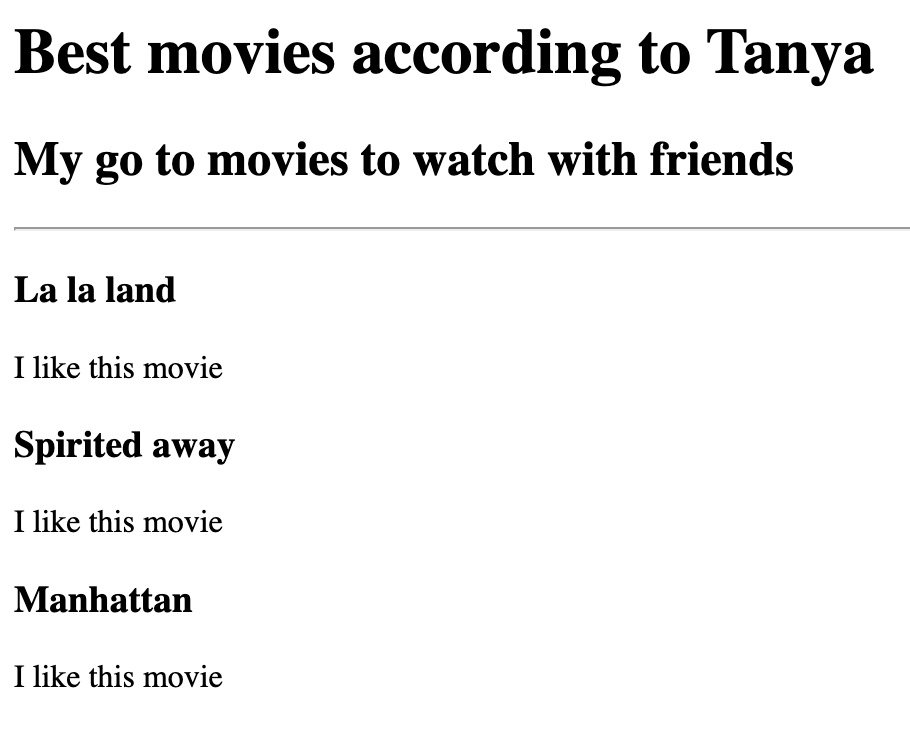 Best movies according to Tanya
My go to movies to watch with friends
La la land
I like this movie
Spirited away
I like this movie
Manhattan
I like this movie